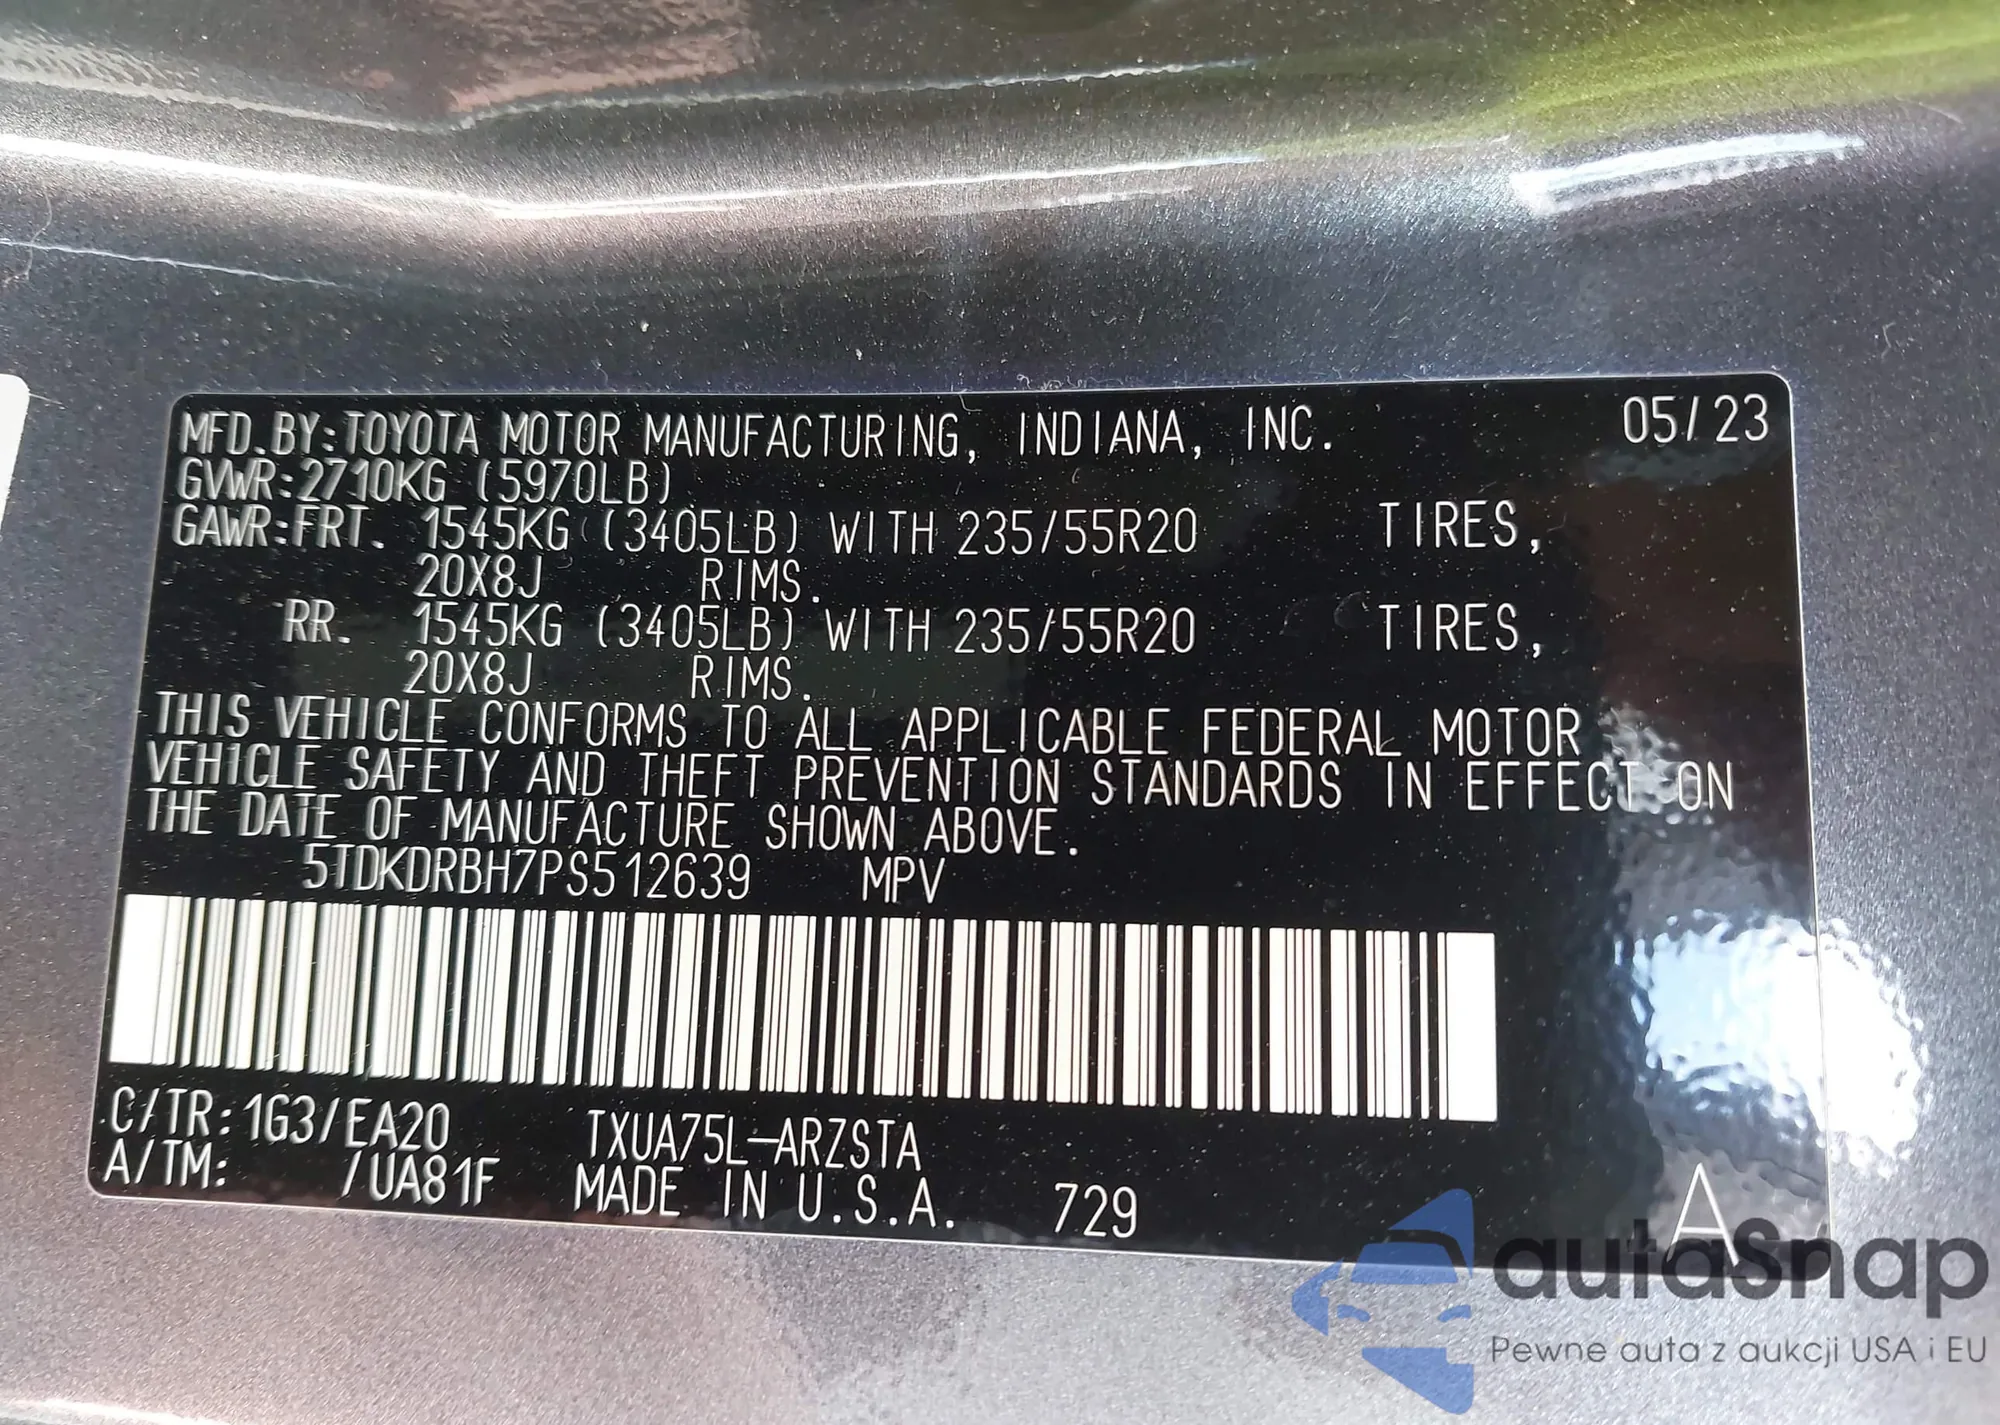 MFD.BY:TOYOTA MOTOR MANUFACTURING, INDIANA, INC. 05/23
GVWR:2710KG (5970LB)
GAWR:FRT. 1545KG (3405LB) WITH 235/55R20 TIRES,
20X8J RIMS.
RR. 1545KG (3405LB) WITH 235/55R20 TIRES,
20X8J RIMS.
THIS VEHICLE CONFORMS TO ALL APPLICABLE FEDERAL MOTOR
VEHICLE SAFETY AND THEFT PREVENTION STANDARDS IN EFFECT ON
THE DATE OF MANUFACTURE SHOWN ABOVE.
5TDKDRBH7PS512639 MPV
C/TR:1G3/EA20 TXUA75L-ARZSTA
A/TM: /UA81F MADE IN U.S.A. 729 A
autaSnap
Pewne auta z aukcji USA i EU